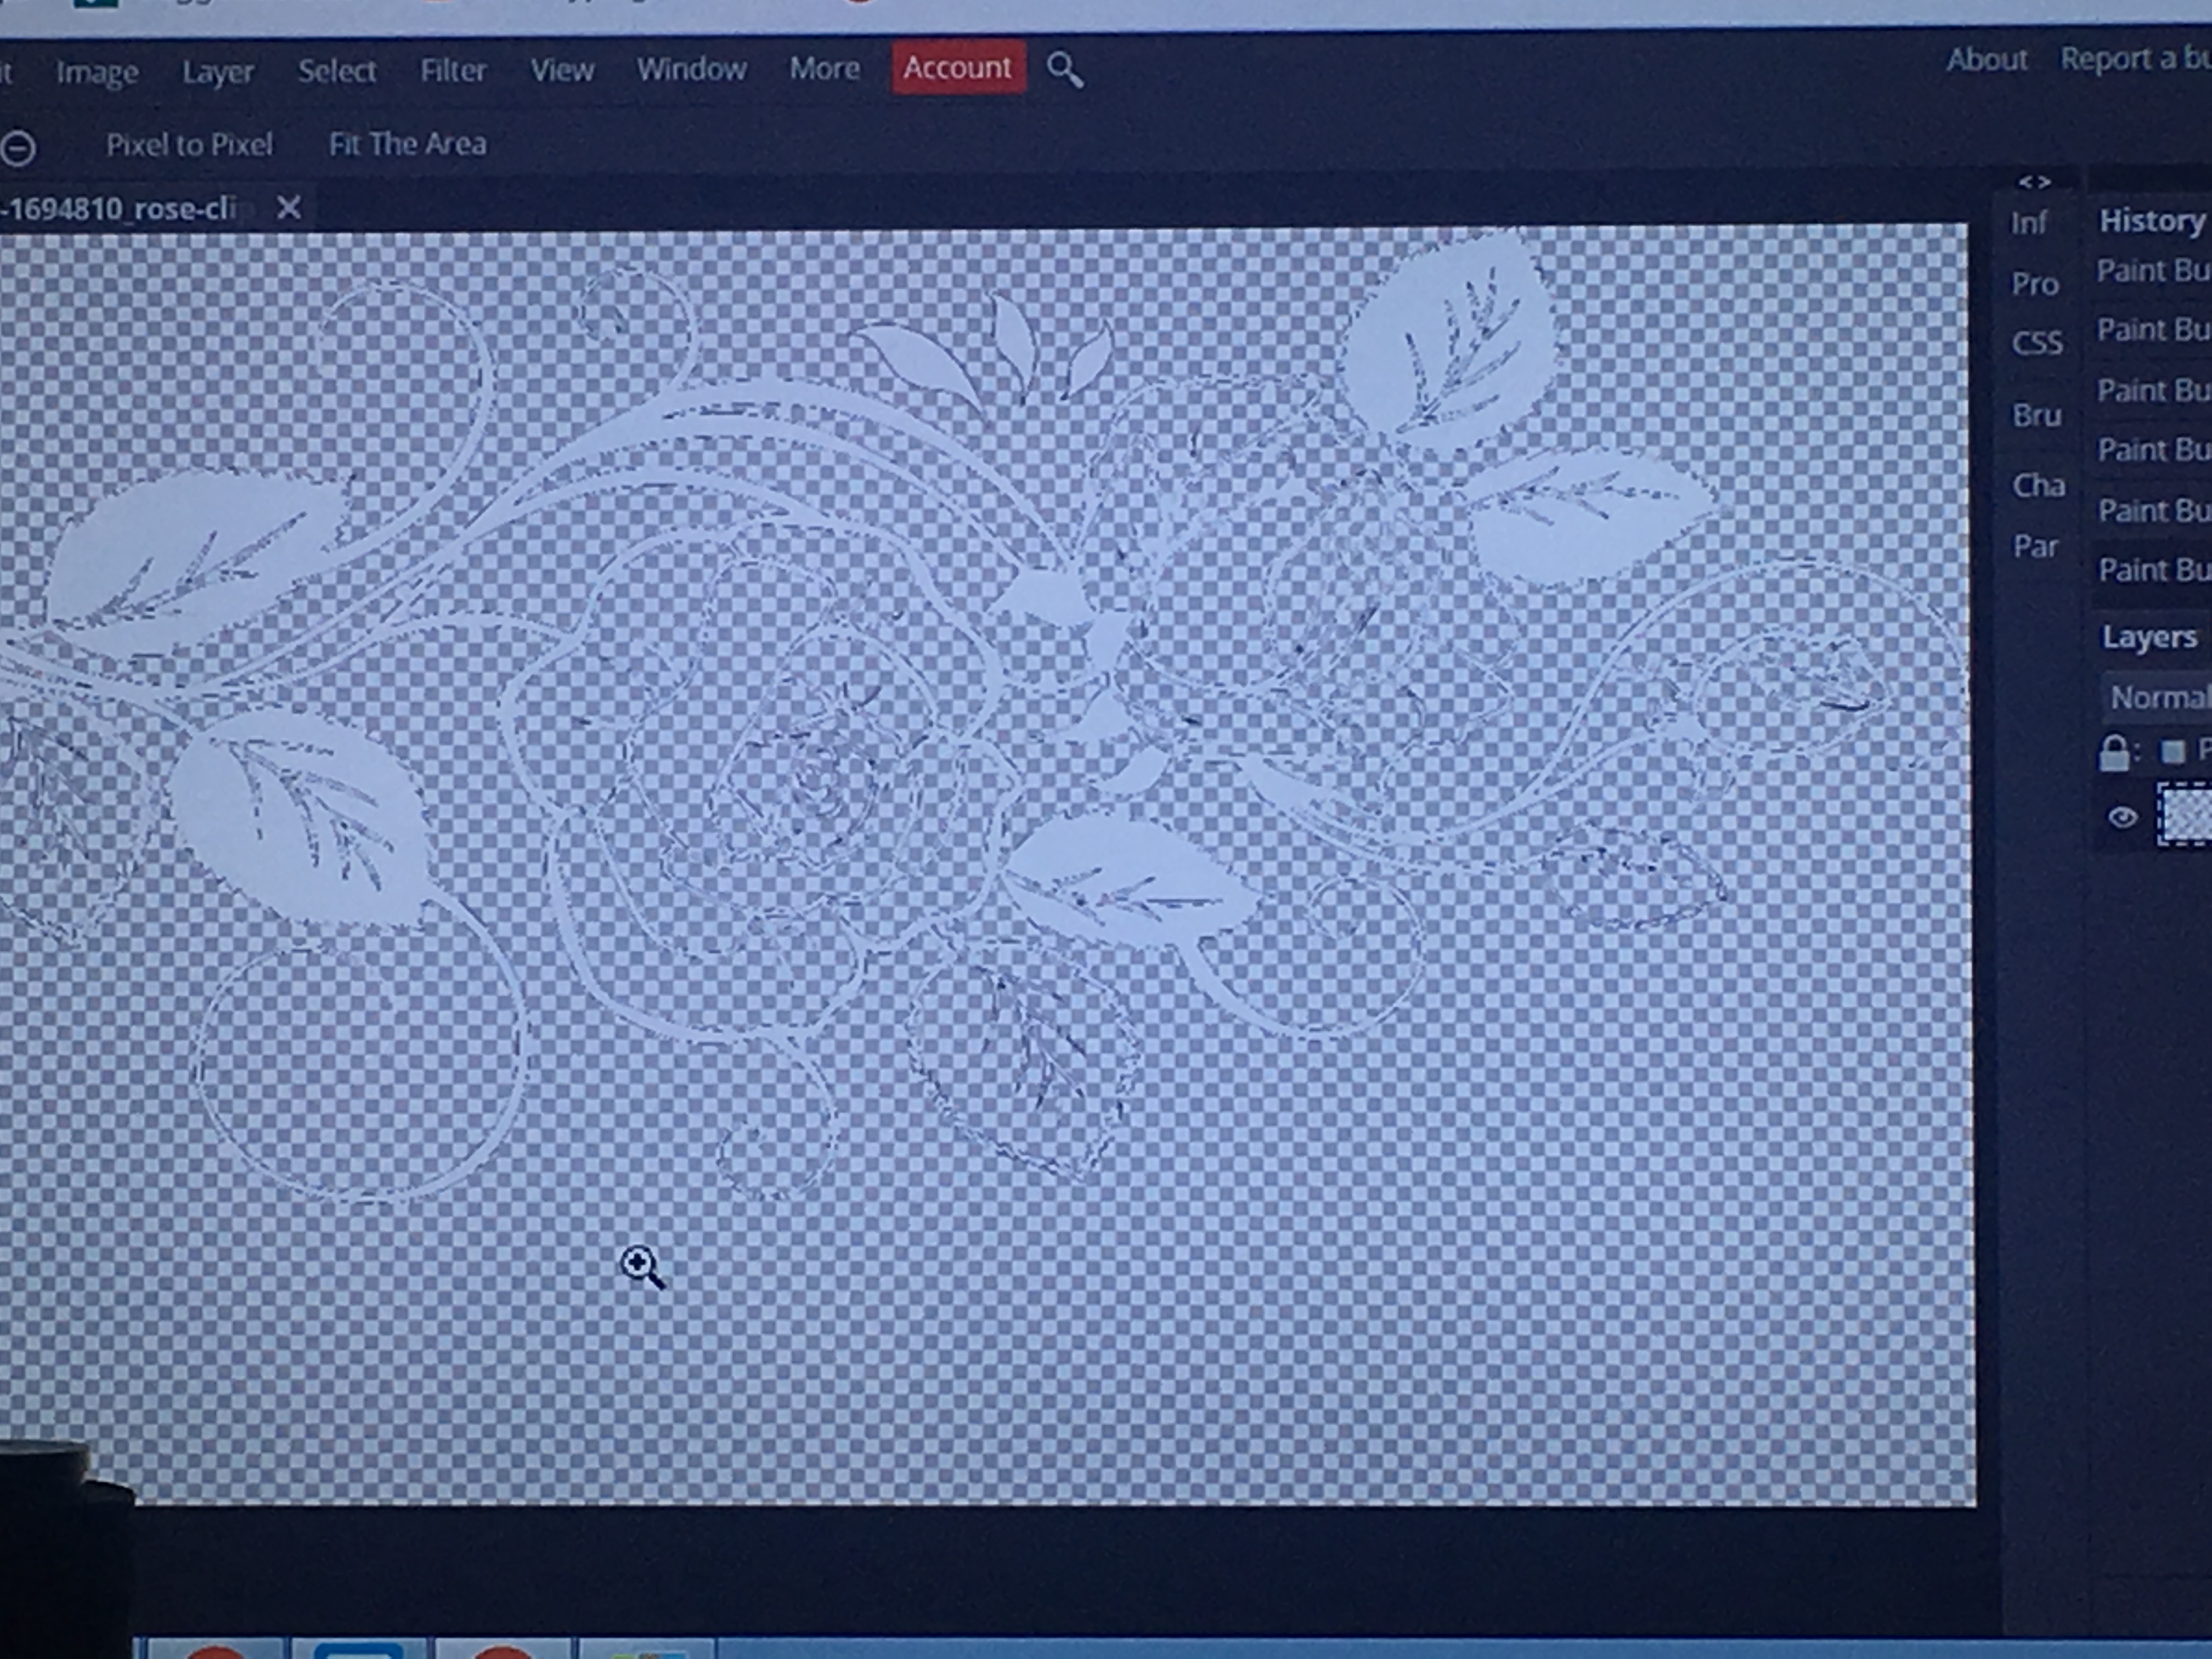 Image Layer Select Filter View Window More Account
About Report a bu
Pixel to Pixel Fit The Area
-1694810_rose-cli
< >
Inf
Pro
CSS
Bru
Cha
Par
History
Paint Bu
Paint Bu
Paint Bu
Paint Bu
Paint Bu
Paint Bu
Layers
Norma